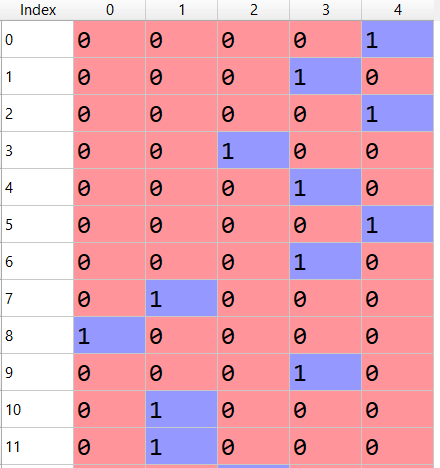 Index 0 1 2 3 4
0 0 0 0 0 1
1 0 0 0 1 0
2 0 0 0 0 1
3 0 0 1 0 0
4 0 0 0 1 0
5 0 0 0 0 1
6 0 0 0 1 0
7 0 1 0 0 0
8 1 0 0 0 0
9 0 0 0 1 0
10 0 1 0 0 0
11 0 1 0 0 0